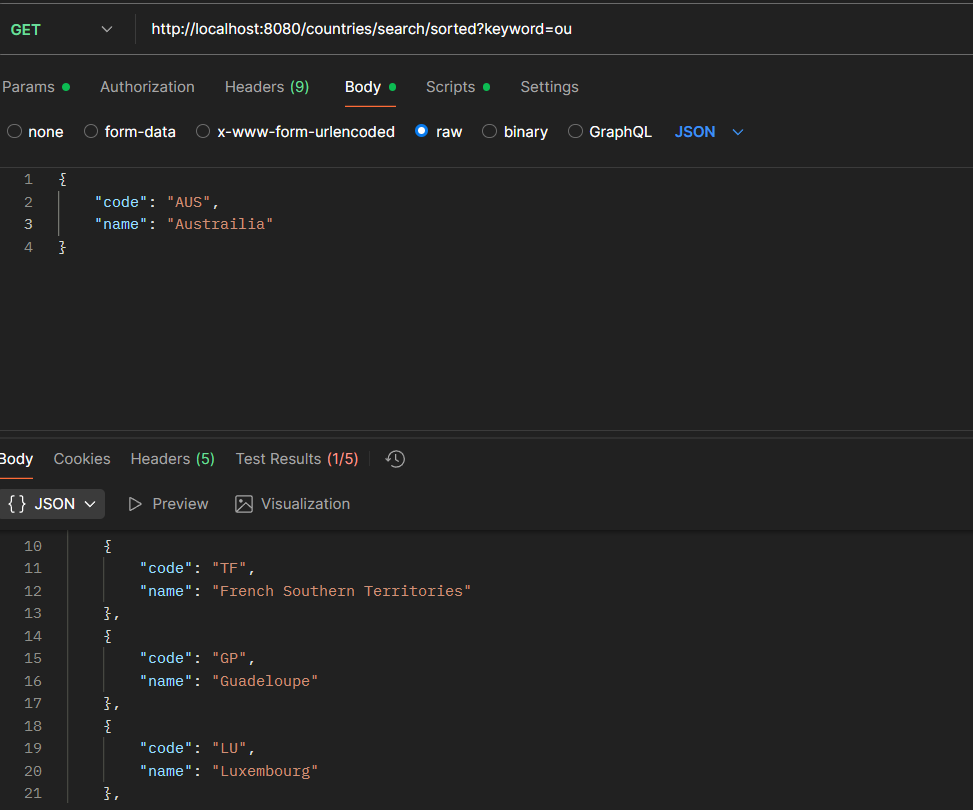 GET http://localhost:8080/countries/search/sorted?keyword=ou
Params Authorization Headers (9) Body Scripts Settings
none form-data x-www-form-urlencoded raw binary GraphQL JSON
1 {
2 "code": "AUS",
3 "name": "Austrailia"
4 }
Body Cookies Headers (5) Test Results (1/5)
{} JSON Preview Visualization
10 {
11 "code": "TF",
12 "name": "French Southern Territories"
13 },
14 {
15 "code": "GP",
16 "name": "Guadeloupe"
17 },
18 {
19 "code": "LU",
20 "name": "Luxembourg"
21 },